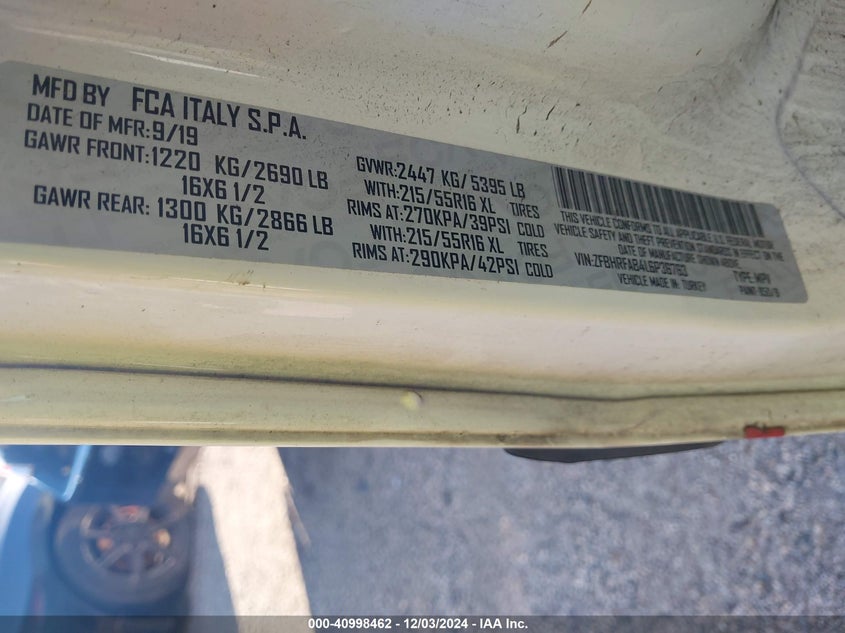 MFD BY FCA ITALY S.P.A.
DATE OF MFR:9/19
GAWR FRONT:1220 KG/2690 LB
16X6 1/2
GAWR REAR: 1300 KG/2866 LB
16X6 1/2
GVWR:2447 KG/ 5395 LB
WITH:215/55R16 XL TIRES
RIMS AT:270KPA/39PSI COLD
WITH:215/55R16 XL TIRES
RIMS AT:290KPA/42PSI COLD
THIS VEHICLE CONFORMS TO ALL APPLICABLE U.S. FEDERAL MOTOR
VEHICLE SAFETY AND THEFT PREVENTION STANDARDS IN EFFECT ON THE
DATE OF MANUFACTURE SHOWN ABOVE.
VIN:ZFBHRFAB4L6P36783 TYPE: MPV
VEHICLE MADE IN: TURKEY
000-40998462 - 12/03/2024 - IAA Inc.